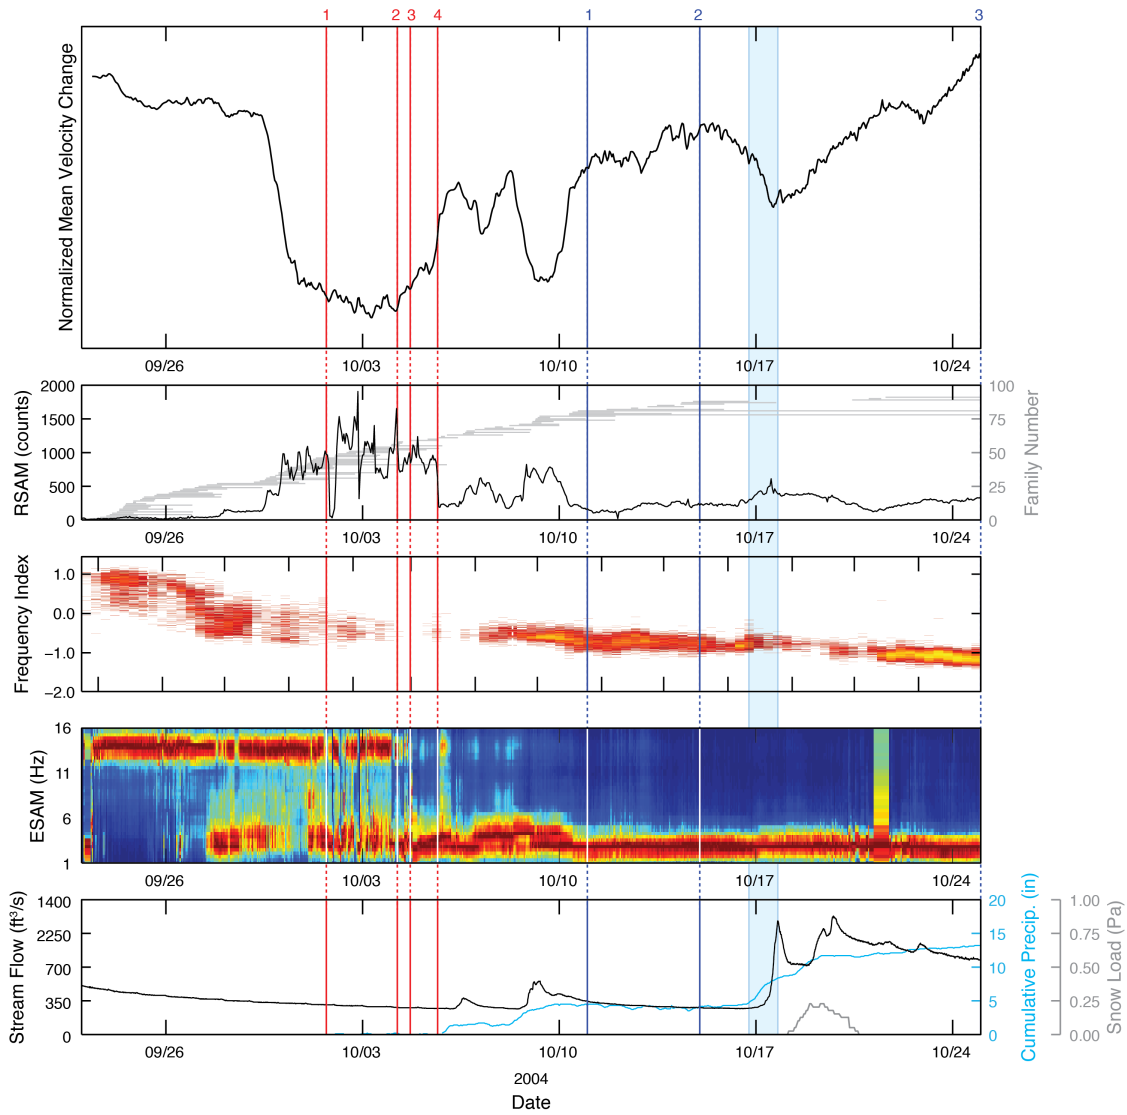 1 2 3 4 1 2 3
Normalized Mean Velocity Change
09/26 10/03 10/10 10/17 10/24
RSAM (counts)
2000 100
1500 75
1000 50
500 25
0 0
Family Number
09/26 10/03 10/10 10/17 10/24
Frequency Index
1.0
0.0
−1.0
−2.0
ESAM (Hz)
16
11
6
1
09/26 10/03 10/10 10/17 10/24
Stream Flow (ft³/s)
1400 20 1.00
2250 15 0.75
700 10 0.50
350 5 0.25
0 0 0.00
Cumulative Precip. (in)
Snow Load (Pa)
09/26 10/03 10/10 10/17 10/24
2004
Date